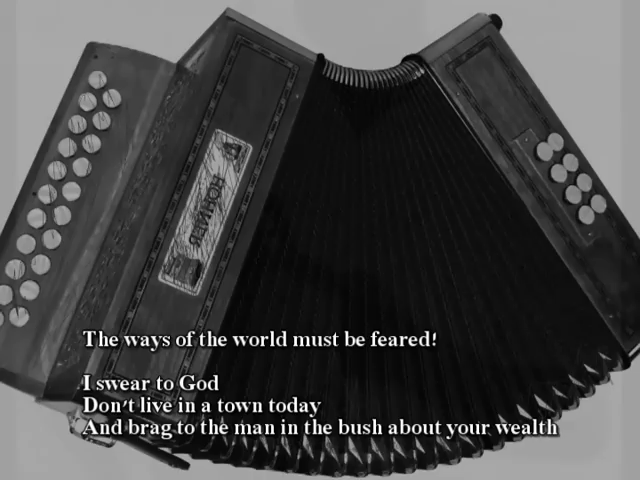 HOHNER
The ways of the world must be feared!
I swear to God
Don't live in a town today
And brag to the man in the bush about your wealth